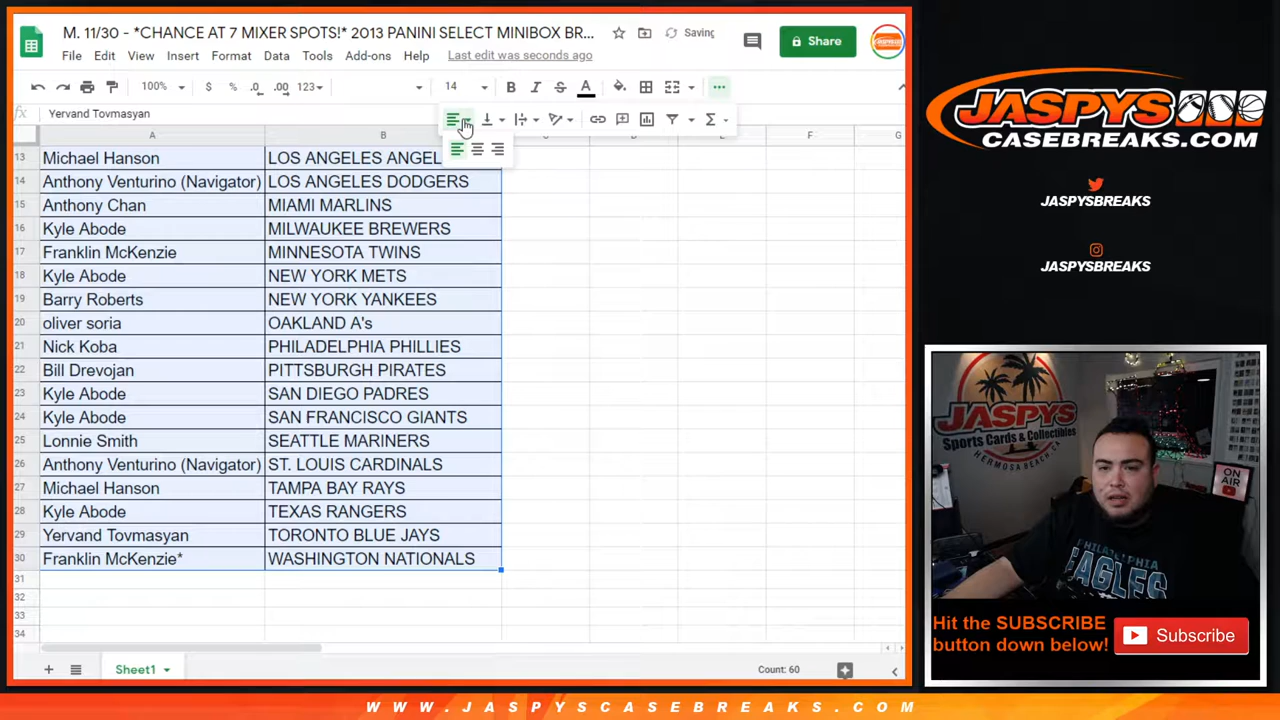 M. 11/30 - *CHANCE AT 7 MIXER SPOTS!* 2013 PANINI SELECT MINIBOX BR...
Saving
Share
File Edit View Insert Format Data Tools Add-ons Help Last edit was seconds ago
100% $ % .0 .00 123 14 B I S A
fx Yervand Tovmasyan
A B F G
13 Michael Hanson LOS ANGELES ANGEL
14 Anthony Venturino (Navigator) LOS ANGELES DODGERS
15 Anthony Chan MIAMI MARLINS
16 Kyle Abode MILWAUKEE BREWERS
17 Franklin McKenzie MINNESOTA TWINS
18 Kyle Abode NEW YORK METS
19 Barry Roberts NEW YORK YANKEES
20 oliver soria OAKLAND A's
21 Nick Koba PHILADELPHIA PHILLIES
22 Bill Drevojan PITTSBURGH PIRATES
23 Kyle Abode SAN DIEGO PADRES
24 Kyle Abode SAN FRANCISCO GIANTS
25 Lonnie Smith SEATTLE MARINERS
26 Anthony Venturino (Navigator) ST. LOUIS CARDINALS
27 Michael Hanson TAMPA BAY RAYS
28 Kyle Abode TEXAS RANGERS
29 Yervand Tovmasyan TORONTO BLUE JAYS
30 Franklin McKenzie* WASHINGTON NATIONALS
31
32
33
34
Sheet1
Count: 60
JASPYS
CASEBREAKS.COM
JASPYSBREAKS
JASPYSBREAKS
JASPYS
Sports Cards & Collectibles
HERMOSA BEACH CA
ON AIR
PHILADELPHIA
EAGLES
Hit the SUBSCRIBE
button down below!
Subscribe
WWW.JASPYSCASEBREAKS.COM